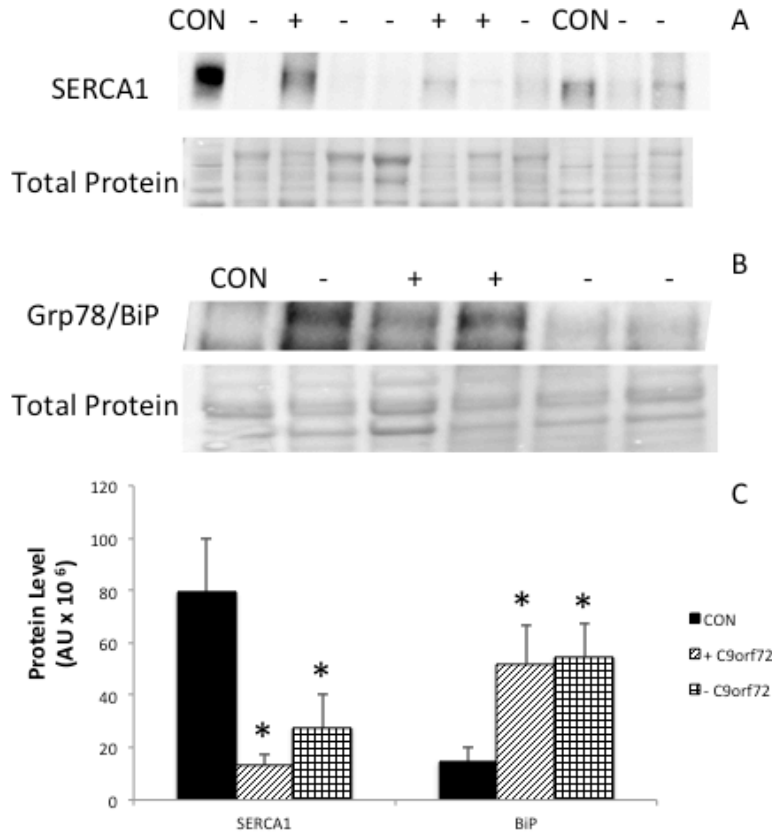 CON - + - - + + - CON - - A
SERCA1
Total Protein
B
CON - + + - -
Grp78/BiP
Total Protein
C
120
100
80
60
40
20
0
Protein Level
(AU x 10⁻⁶)
* * * *
CON
+ C9orf72
- C9orf72
SERCA1 BiP